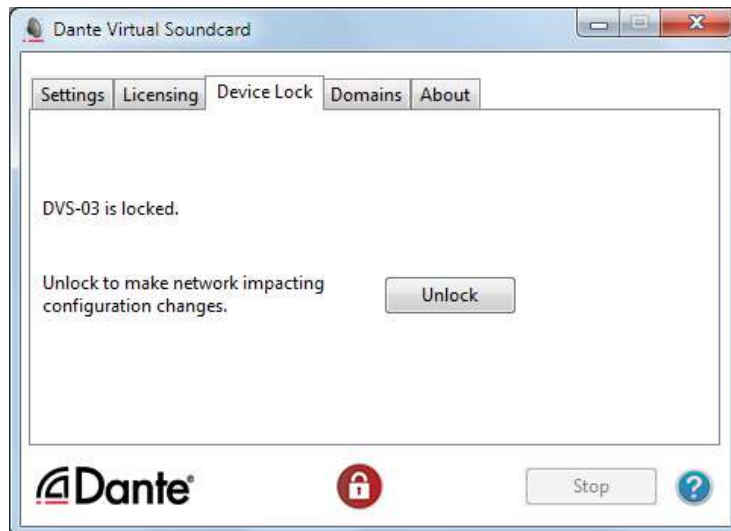 Dante Virtual Soundcard
Settings Licensing Device Lock Domains About
DVS-03 is locked.
Unlock to make network impacting
configuration changes.
Unlock
Dante®
Stop
?